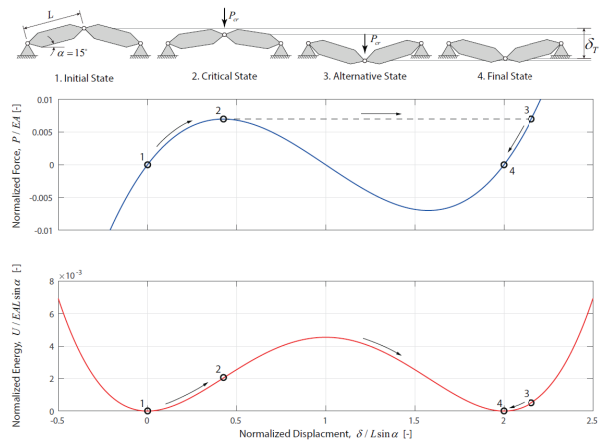 L
α = 15°
P_cr
P_cr
δ_T
1. Initial State
2. Critical State
3. Alternative State
4. Final State
Normalized Force, P / EA [-]
0.01
0.005
0
-0.005
-0.01
1
2
3
4
Normalized Energy, U / EAL sin α [-]
×10⁻³
8
6
4
2
0
1
2
3
4
-0.5
0
0.5
1
1.5
2
2.5
Normalized Displacment, δ / L sin α [-]